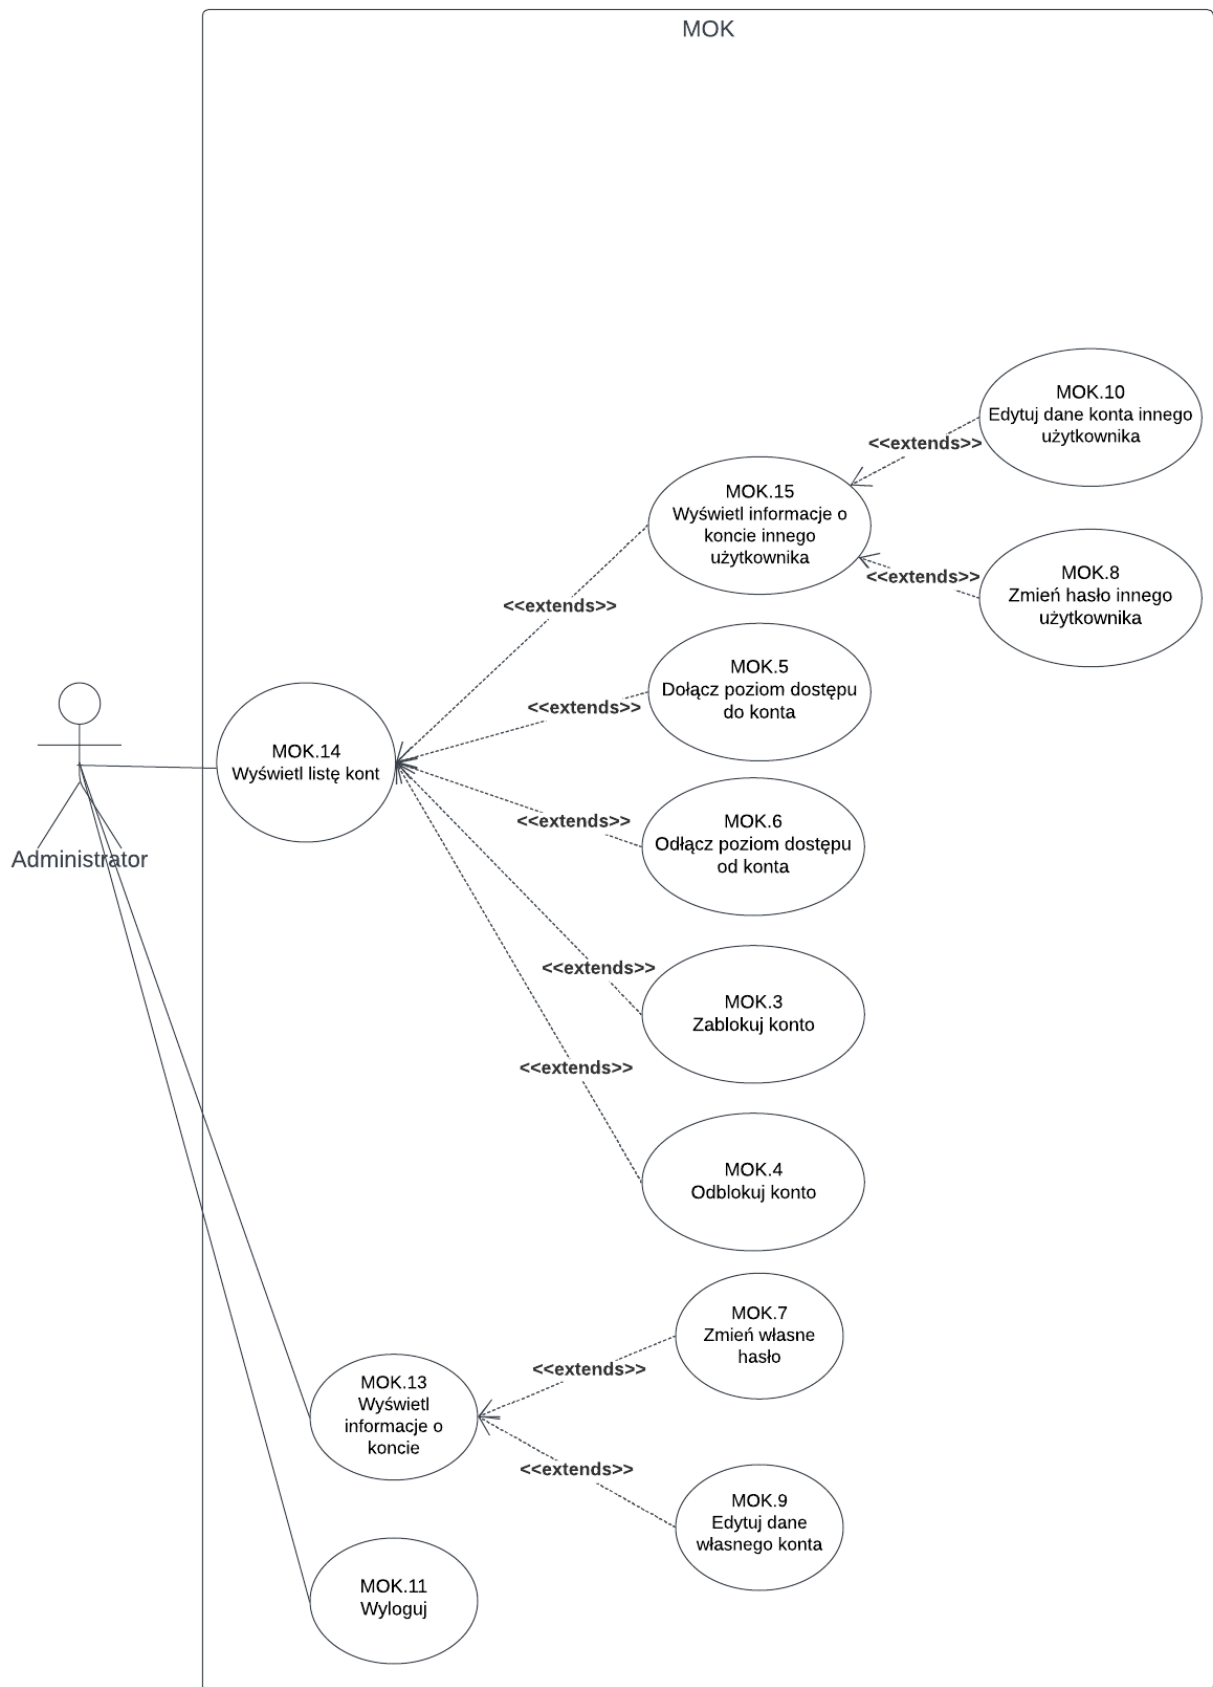 MOK
MOK.10
Edytuj dane konta innego
użytkownika
<<extends>>
MOK.15
Wyświetl informacje o
koncie innego
użytkownika
MOK.8
Zmień hasło innego
użytkownika
<<extends>>
<<extends>>
MOK.5
Dołącz poziom dostępu
do konta
<<extends>>
MOK.14
Wyświetl listę kont
MOK.6
Odłącz poziom dostępu
od konta
<<extends>>
Administrator
<<extends>>
MOK.3
Zablokuj konto
<<extends>>
MOK.4
Odblokuj konto
MOK.7
Zmień własne
hasło
<<extends>>
MOK.13
Wyświetl
informacje o
koncie
<<extends>>
MOK.9
Edytuj dane
własnego konta
MOK.11
Wyloguj